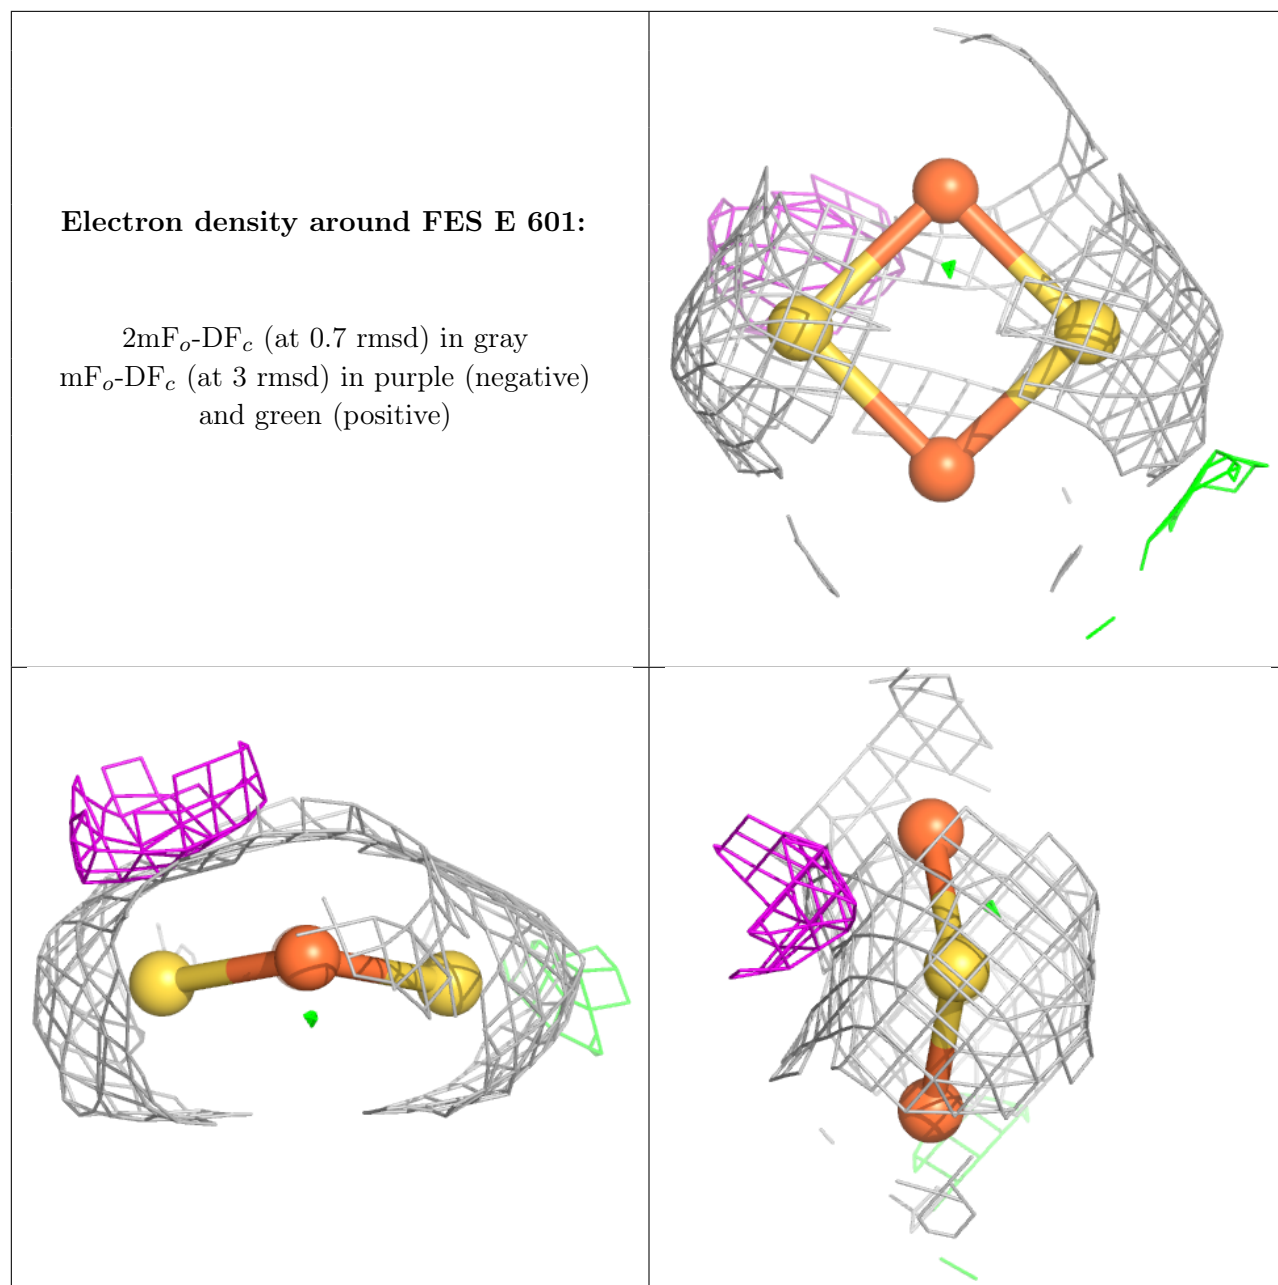 Electron density around FES E 601:
2mFo-DFc (at 0.7 rmsd) in gray
mFo-DFc (at 3 rmsd) in purple (negative)
and green (positive)